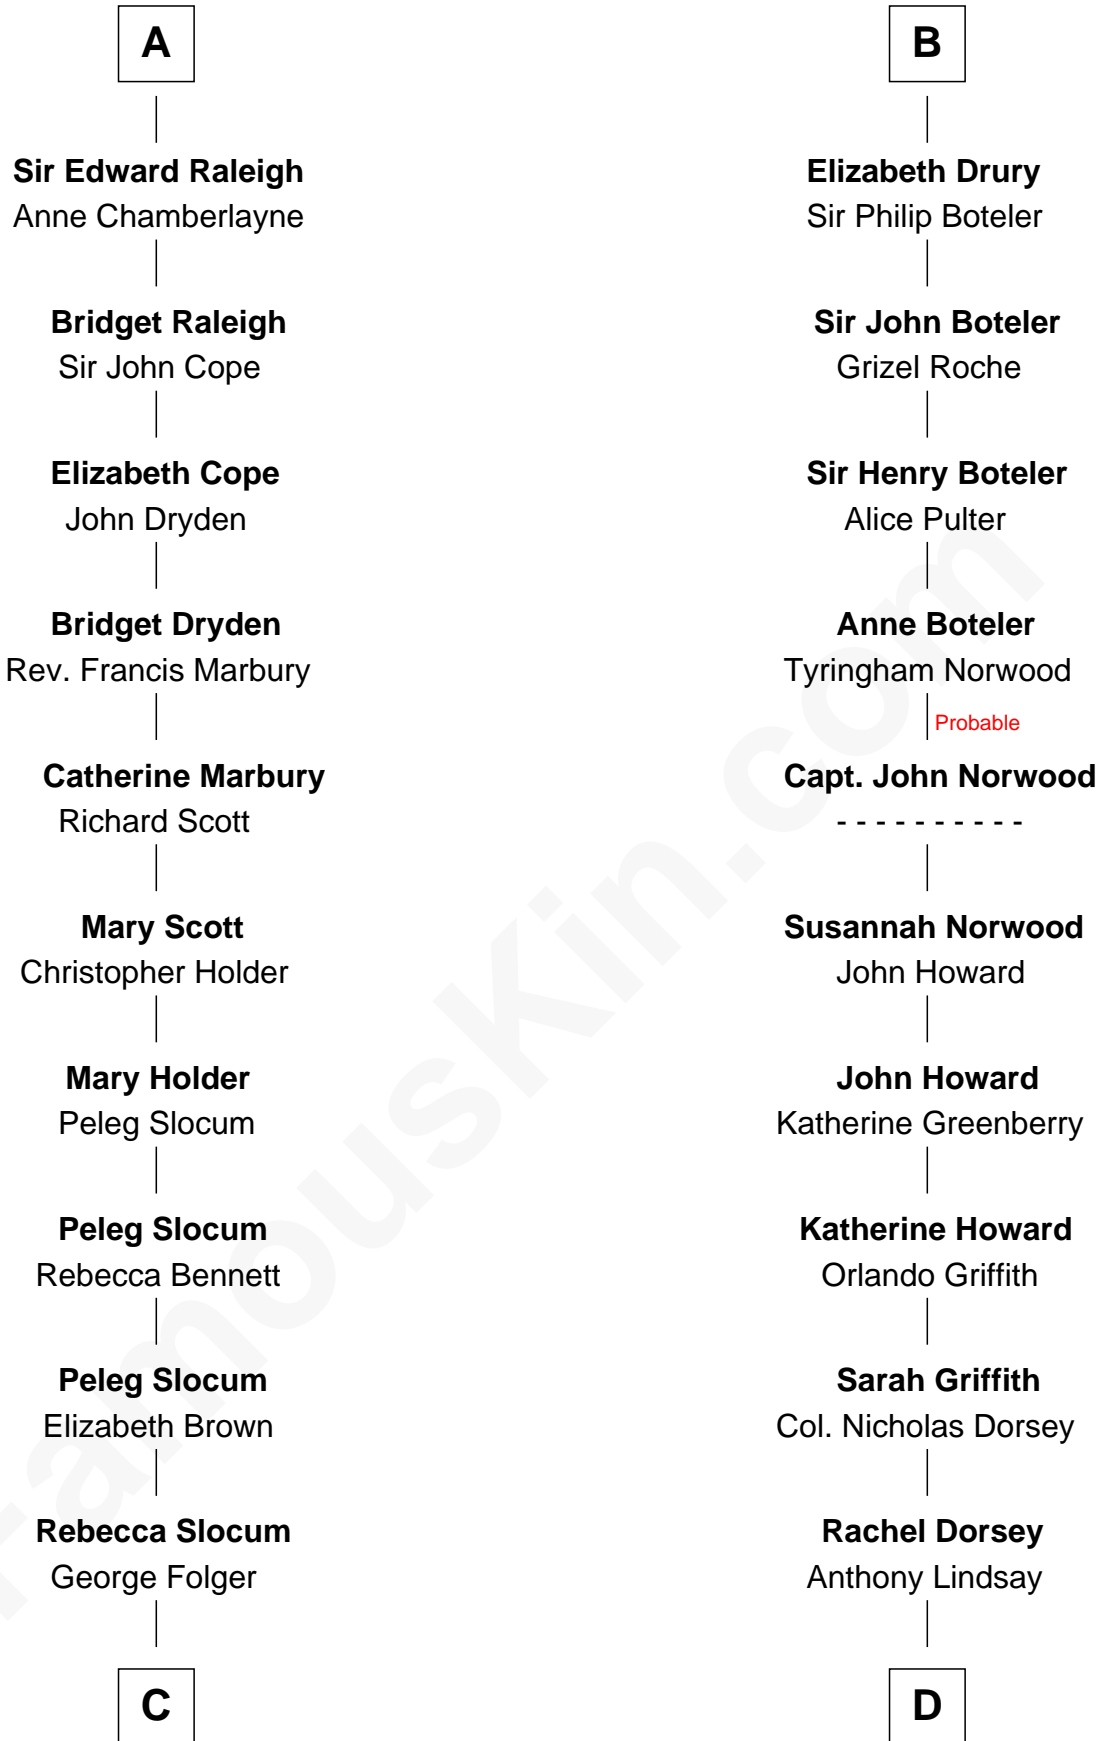 A
Sir Edward Raleigh
Anne Chamberlayne
Bridget Raleigh
Sir John Cope
Elizabeth Cope
John Dryden
Bridget Dryden
Rev. Francis Marbury
Catherine Marbury
Richard Scott
Mary Scott
Christopher Holder
Mary Holder
Peleg Slocum
Peleg Slocum
Rebecca Bennett
Peleg Slocum
Elizabeth Brown
Rebecca Slocum
George Folger
C
B
Elizabeth Drury
Sir Philip Boteler
Sir John Boteler
Grizel Roche
Sir Henry Boteler
Alice Pulter
Anne Boteler
Tyringham Norwood
Probable
Capt. John Norwood
- - - - - - - - - -
Susannah Norwood
John Howard
John Howard
Katherine Greenberry
Katherine Howard
Orlando Griffith
Sarah Griffith
Col. Nicholas Dorsey
Rachel Dorsey
Anthony Lindsay
D
FamousKin.com